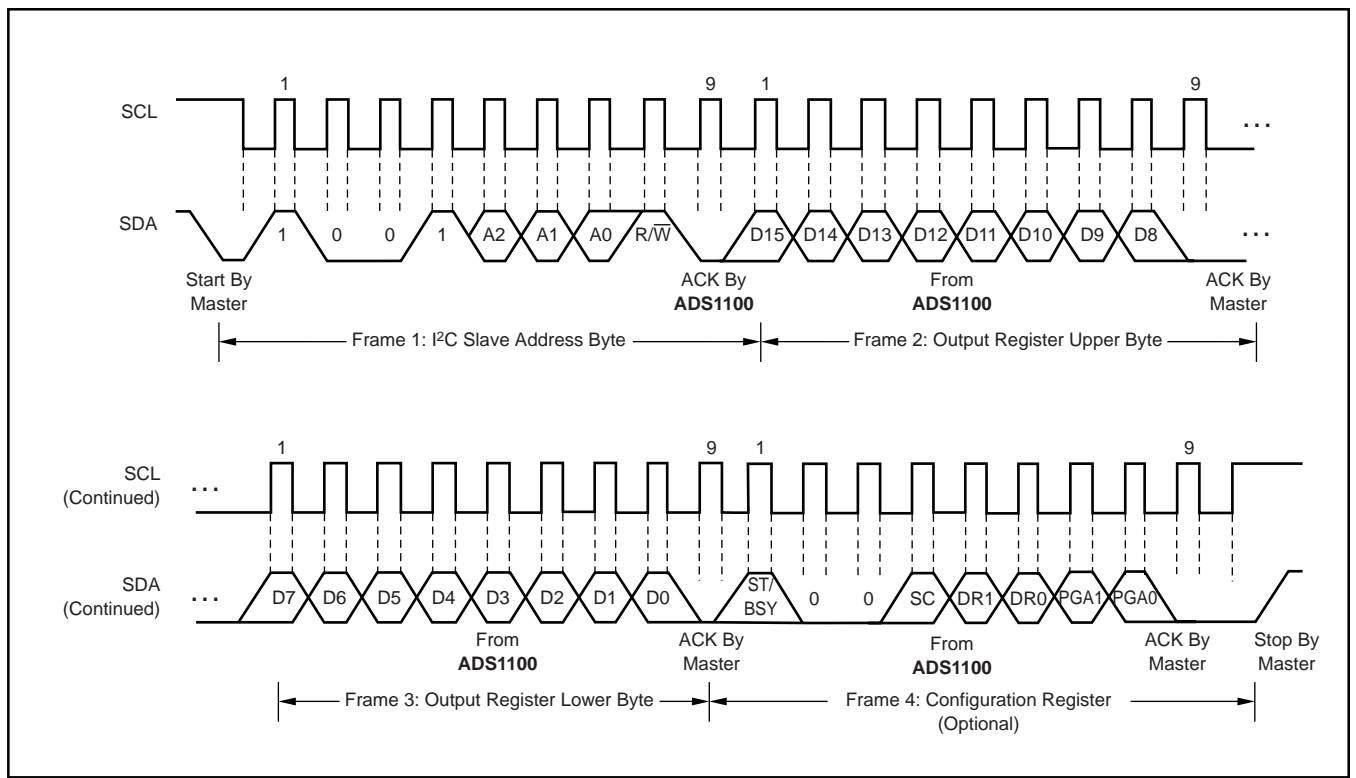 1 9 1 9
SCL ...
SDA 1 0 0 1 A2 A1 A0 R/W̅ D15 D14 D13 D12 D11 D10 D9 D8 ...
Start By Master
ACK By ADS1100
From ADS1100
ACK By Master
Frame 1: I²C Slave Address Byte
Frame 2: Output Register Upper Byte
1 9 1 9
SCL (Continued) ...
SDA (Continued) ... D7 D6 D5 D4 D3 D2 D1 D0 ST/BSY 0 0 SC DR1 DR0 PGA1 PGA0
From ADS1100
ACK By Master
From ADS1100
ACK By Master
Stop By Master
Frame 3: Output Register Lower Byte
Frame 4: Configuration Register
(Optional)